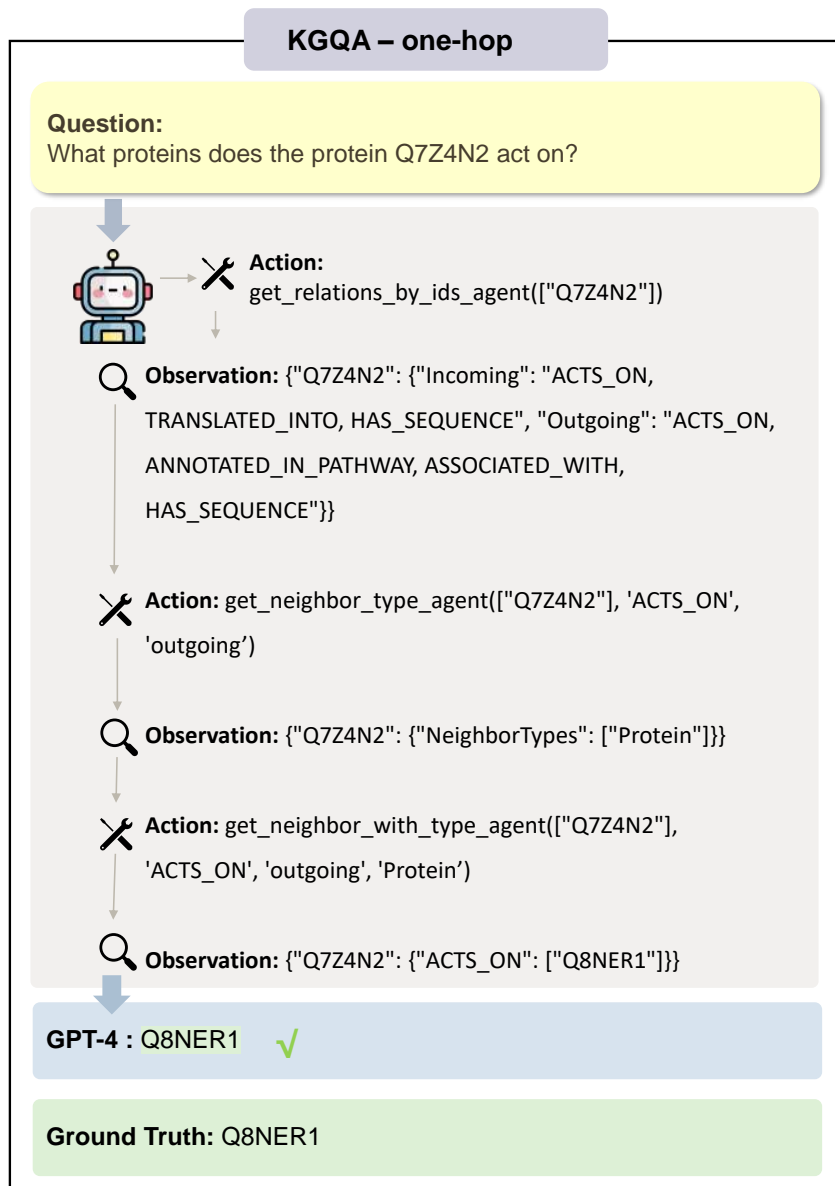 KGQA – one-hop
Question:
What proteins does the protein Q7Z4N2 act on?
Action:
get_relations_by_ids_agent(["Q7Z4N2"])
Observation: {"Q7Z4N2": {"Incoming": "ACTS_ON,
TRANSLATED_INTO, HAS_SEQUENCE", "Outgoing": "ACTS_ON,
ANNOTATED_IN_PATHWAY, ASSOCIATED_WITH,
HAS_SEQUENCE"}}
Action: get_neighbor_type_agent(["Q7Z4N2"], 'ACTS_ON',
'outgoing’)
Observation: {"Q7Z4N2": {"NeighborTypes": ["Protein"]}}
Action: get_neighbor_with_type_agent(["Q7Z4N2"],
'ACTS_ON', 'outgoing', 'Protein’)
Observation: {"Q7Z4N2": {"ACTS_ON": ["Q8NER1"]}}
GPT-4 : Q8NER1 √
Ground Truth: Q8NER1